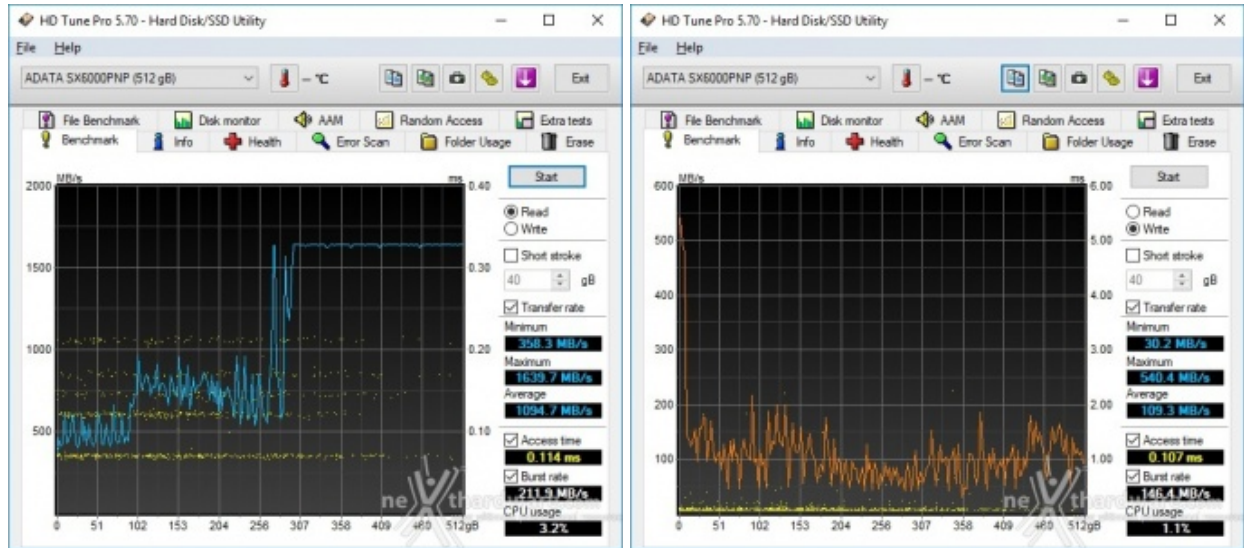 HD Tune Pro 5.70 - Hard Disk/SSD Utility
File Help
ADATA SX6000PNP (512 gB)
– °C
Exit
File Benchmark Disk monitor AAM Random Access Extra tests
Benchmark Info Health Error Scan Folder Usage Erase
MB/s
ms
2000
1500
1000
500
0.40
0.30
0.20
0.10
0 51 102 153 204 256 307 358 409 460 512gB
Start
Read
Write
Short stroke
40 gB
Transfer rate
Minimum
358.3 MB/s
Maximum
1639.7 MB/s
Average
1094.7 MB/s
Access time
0.114 ms
Burst rate
211.9 MB/s
CPU usage
3.2%
HD Tune Pro 5.70 - Hard Disk/SSD Utility
File Help
ADATA SX6000PNP (512 gB)
– °C
Exit
File Benchmark Disk monitor AAM Random Access Extra tests
Benchmark Info Health Error Scan Folder Usage Erase
MB/s
ms
600
500
400
300
200
100
6.00
5.00
4.00
3.00
2.00
1.00
0 51 102 153 204 256 307 358 409 460 512gB
Start
Read
Write
Short stroke
40 gB
Transfer rate
Minimum
30.2 MB/s
Maximum
540.4 MB/s
Average
109.3 MB/s
Access time
0.107 ms
Burst rate
146.4 MB/s
CPU usage
1.1%